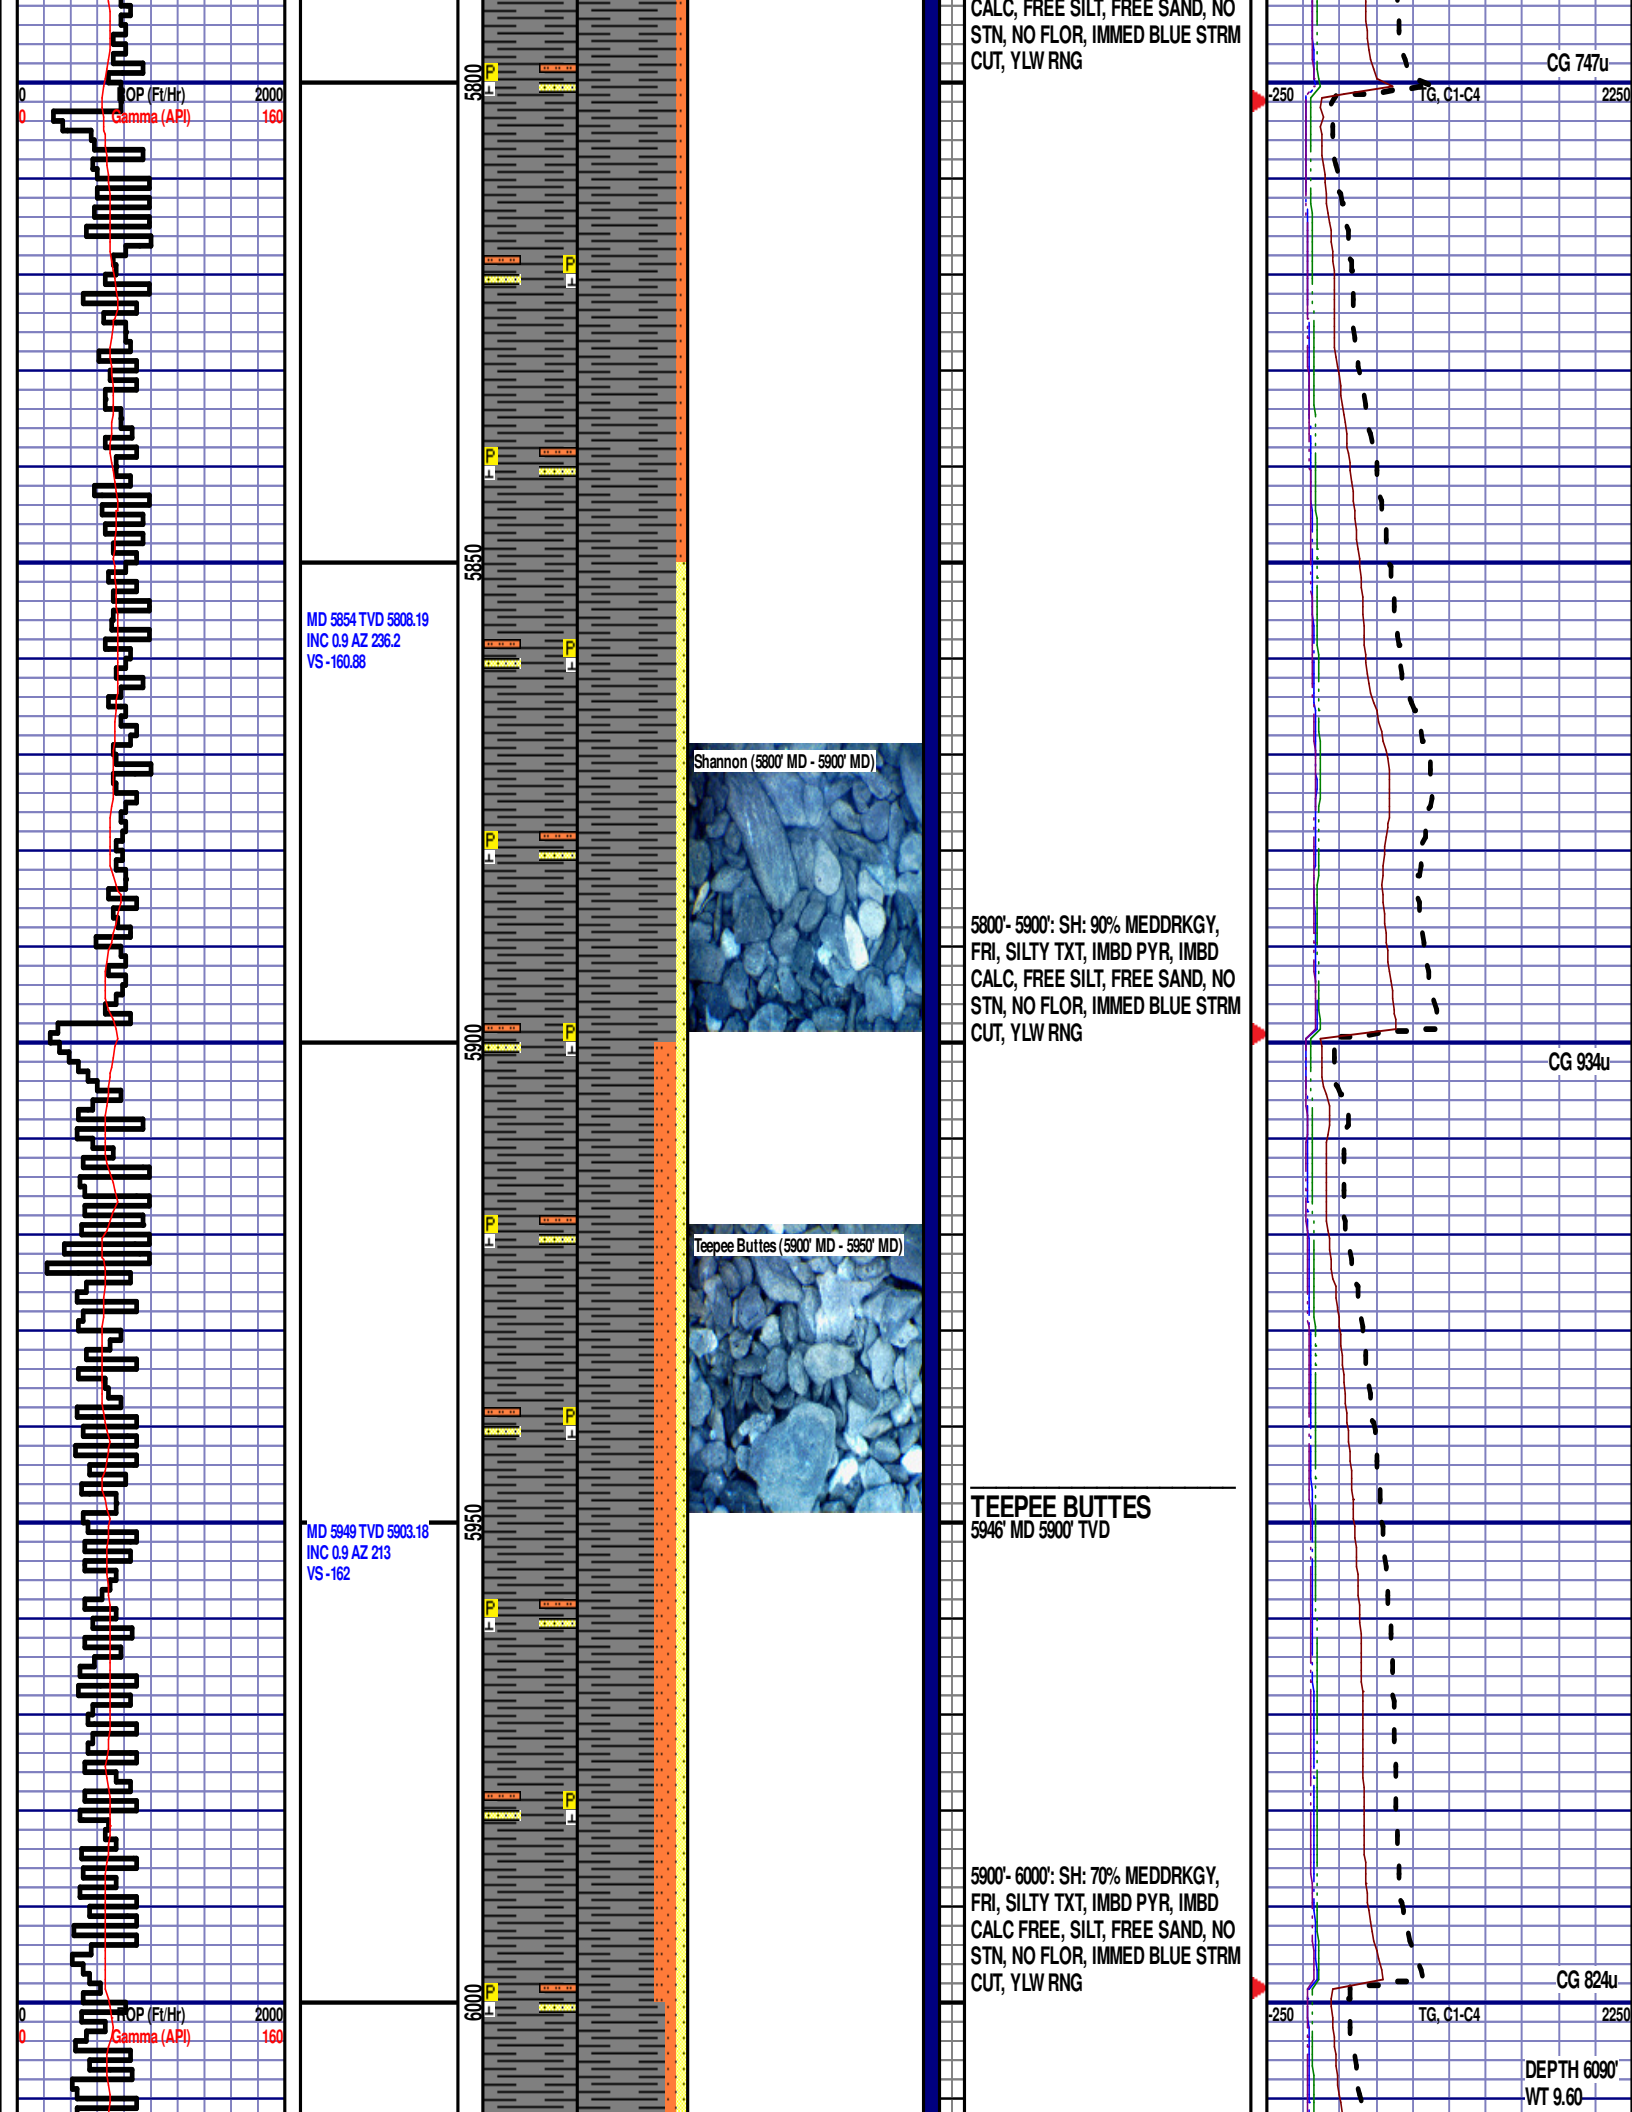 CALC, FREE SILT, FREE SAND, NO
STN, NO FLOR, IMMED BLUE STRM
CUT, YLW RNG
CG 747u
5800
0 ROP (Ft/Hr) 2000
0 Gamma (API) 160
-250 TG, C1-C4 2250
P
P
P
5850
MD 5854 TVD 5808.19
INC 0.9 AZ 236.2
VS -160.88
P
Shannon (5800' MD - 5900' MD)
P
5800'- 5900': SH: 90% MEDDRKGY,
FRI, SILTY TXT, IMBD PYR, IMBD
CALC, FREE SILT, FREE SAND, NO
STN, NO FLOR, IMMED BLUE STRM
CUT, YLW RNG
5900
P
CG 934u
P
Teepee Buttes (5900' MD - 5950' MD)
P
TEEPEE BUTTES
5946' MD 5900' TVD
5950
MD 5949 TVD 5903.18
INC 0.9 AZ 213
VS -162
P
P
5900'- 6000': SH: 70% MEDDRKGY,
FRI, SILTY TXT, IMBD PYR, IMBD
CALC FREE, SILT, FREE SAND, NO
STN, NO FLOR, IMMED BLUE STRM
CUT, YLW RNG
CG 824u
P
6000
0 ROP (Ft/Hr) 2000
0 Gamma (API) 160
-250 TG, C1-C4 2250
DEPTH 6090'
WT 9.60